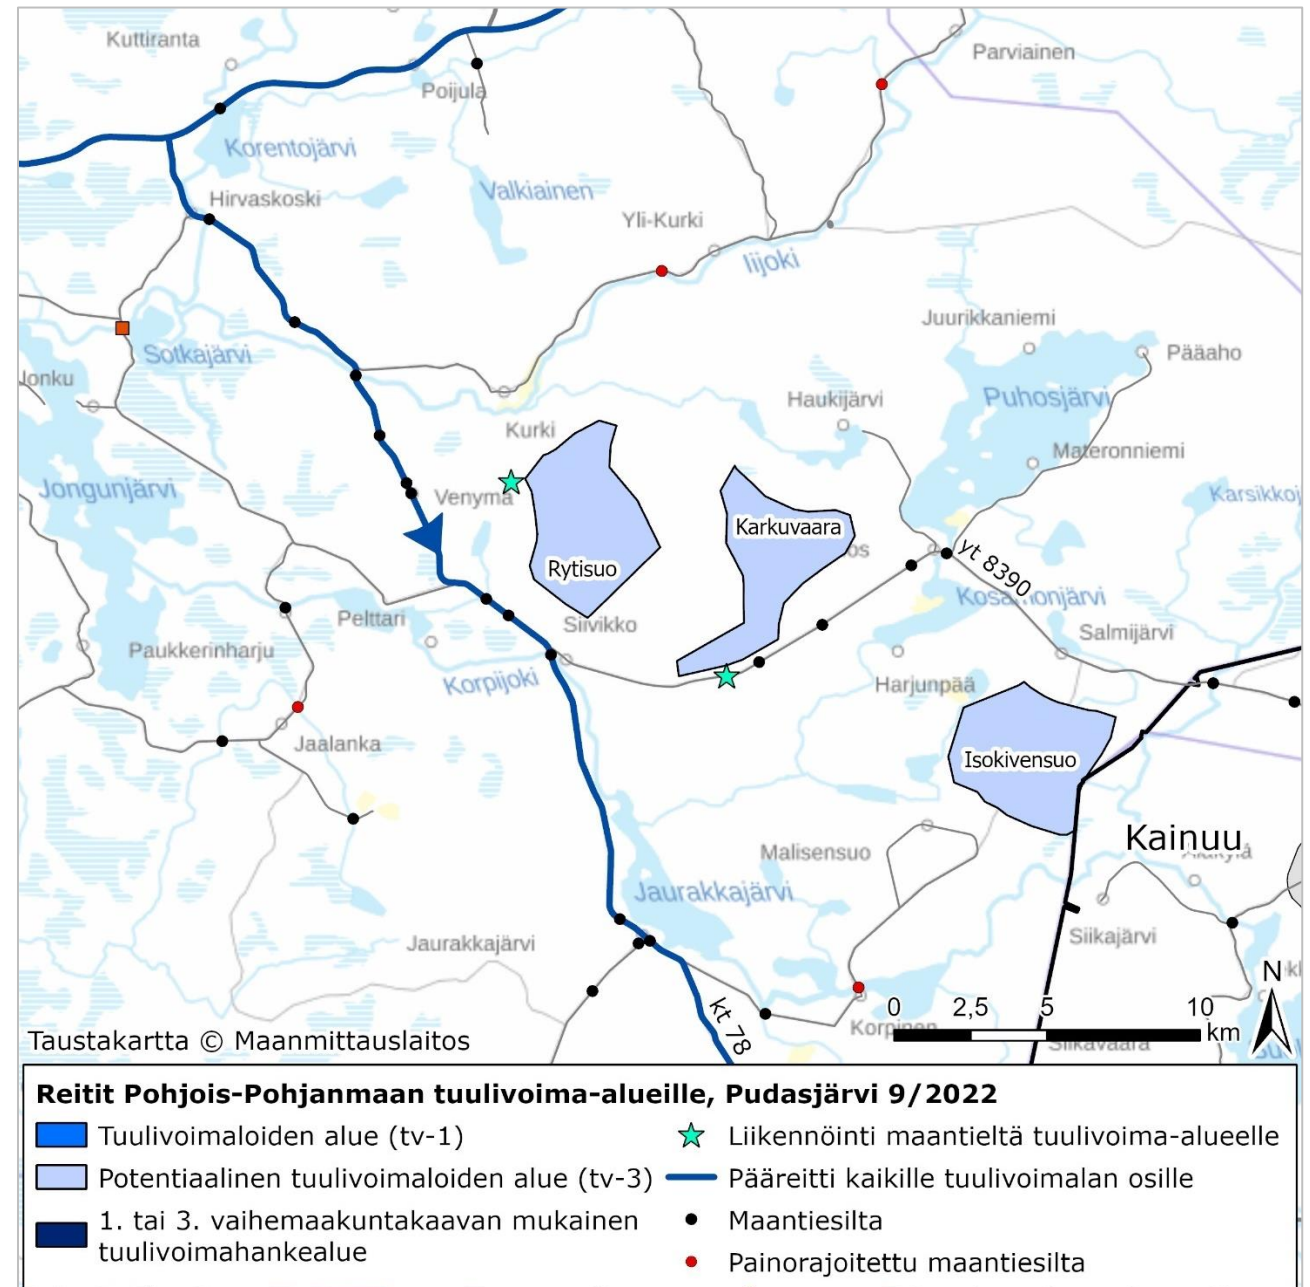 Kuttiranta
Parviainen
Poijula
Korentojärvi
Valkiainen
Hirvaskoski
Yli-Kurki
Iijoki
Juurikkaniemi
Pääaho
Sotkajärvi
Jonku
Haukijärvi
Puhosjärvi
Kurki
Materonniemi
Jongunjärvi
Venymä
Karsikkoj
Karkuvaara
os
yt 8390
Rytisuo
Kosamonjärvi
Pelttari
Siivikko
Salmijärvi
Paukkerinharju
Korpijoki
Harjunpää
Jaalanka
Isokivensuo
Kainuu
Malisensuo
Jaurakkajärvi
Siikajärvi
Jaurakkajärvi
N
kt 78
0 2,5 5 10
km
Korpinen
Siikavaara
Taustakartta © Maanmittauslaitos
Reitit Pohjois-Pohjanmaan tuulivoima-alueille, Pudasjärvi 9/2022
Tuulivoimaloiden alue (tv-1)
Liikennöinti maantieltä tuulivoima-alueelle
Potentiaalinen tuulivoimaloiden alue (tv-3)
Pääreitti kaikille tuulivoimalan osille
1. tai 3. vaihemaakuntakaavan mukainen
tuulivoimahankealue
Maantiesilta
Painorajoitettu maantiesilta